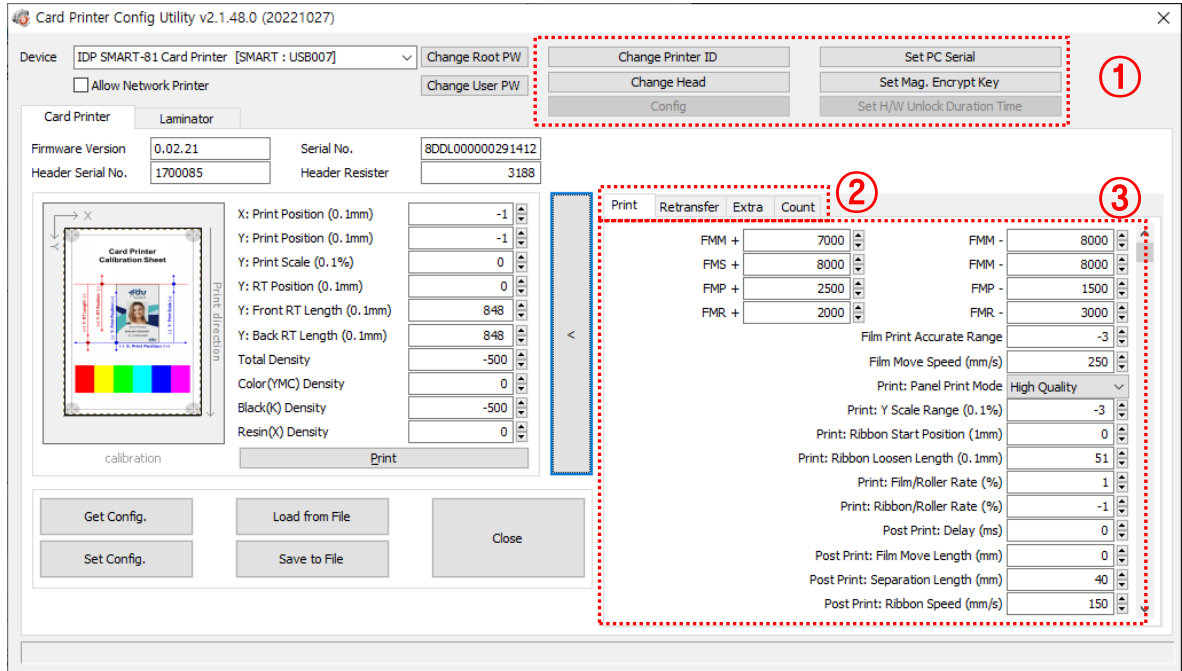 Card Printer Config Utility v2.1.48.0 (20221027)
Device IDP SMART-81 Card Printer [SMART : USB007] Change Root PW
Allow Network Printer Change User PW
Change Printer ID Set PC Serial
Change Head Set Mag. Encrypt Key
Config Set H/W Unlock Duration Time
①
Card Printer Laminator
Firmware Version 0.02.21 Serial No. 8DDL000000291412
Header Serial No. 1700085 Header Resister 3188
X
Y
Card Printer
Calibration Sheet
Print direction
calibration
X: Print Position (0.1mm) -1
Y: Print Position (0.1mm) -1
Y: Print Scale (0.1%) 0
Y: RT Position (0.1mm) 0
Y: Front RT Length (0.1mm) 848
Y: Back RT Length (0.1mm) 848
Total Density -500
Color(YMC) Density 0
Black(K) Density -500
Resin(X) Density 0
Print
<
Get Config. Load from File Close
Set Config. Save to File
Print Retransfer Extra Count
②
③
FMM + 7000 FMM - 8000
FMS + 8000 FMM - 8000
FMP + 2500 FMP - 1500
FMR + 2000 FMR - 3000
Film Print Accurate Range -3
Film Move Speed (mm/s) 250
Print: Panel Print Mode High Quality
Print: Y Scale Range (0.1%) -3
Print: Ribbon Start Position (1mm) 0
Print: Ribbon Loosen Length (0.1mm) 51
Print: Film/Roller Rate (%) 1
Print: Ribbon/Roller Rate (%) -1
Post Print: Delay (ms) 0
Post Print: Film Move Length (mm) 0
Post Print: Separation Length (mm) 40
Post Print: Ribbon Speed (mm/s) 150